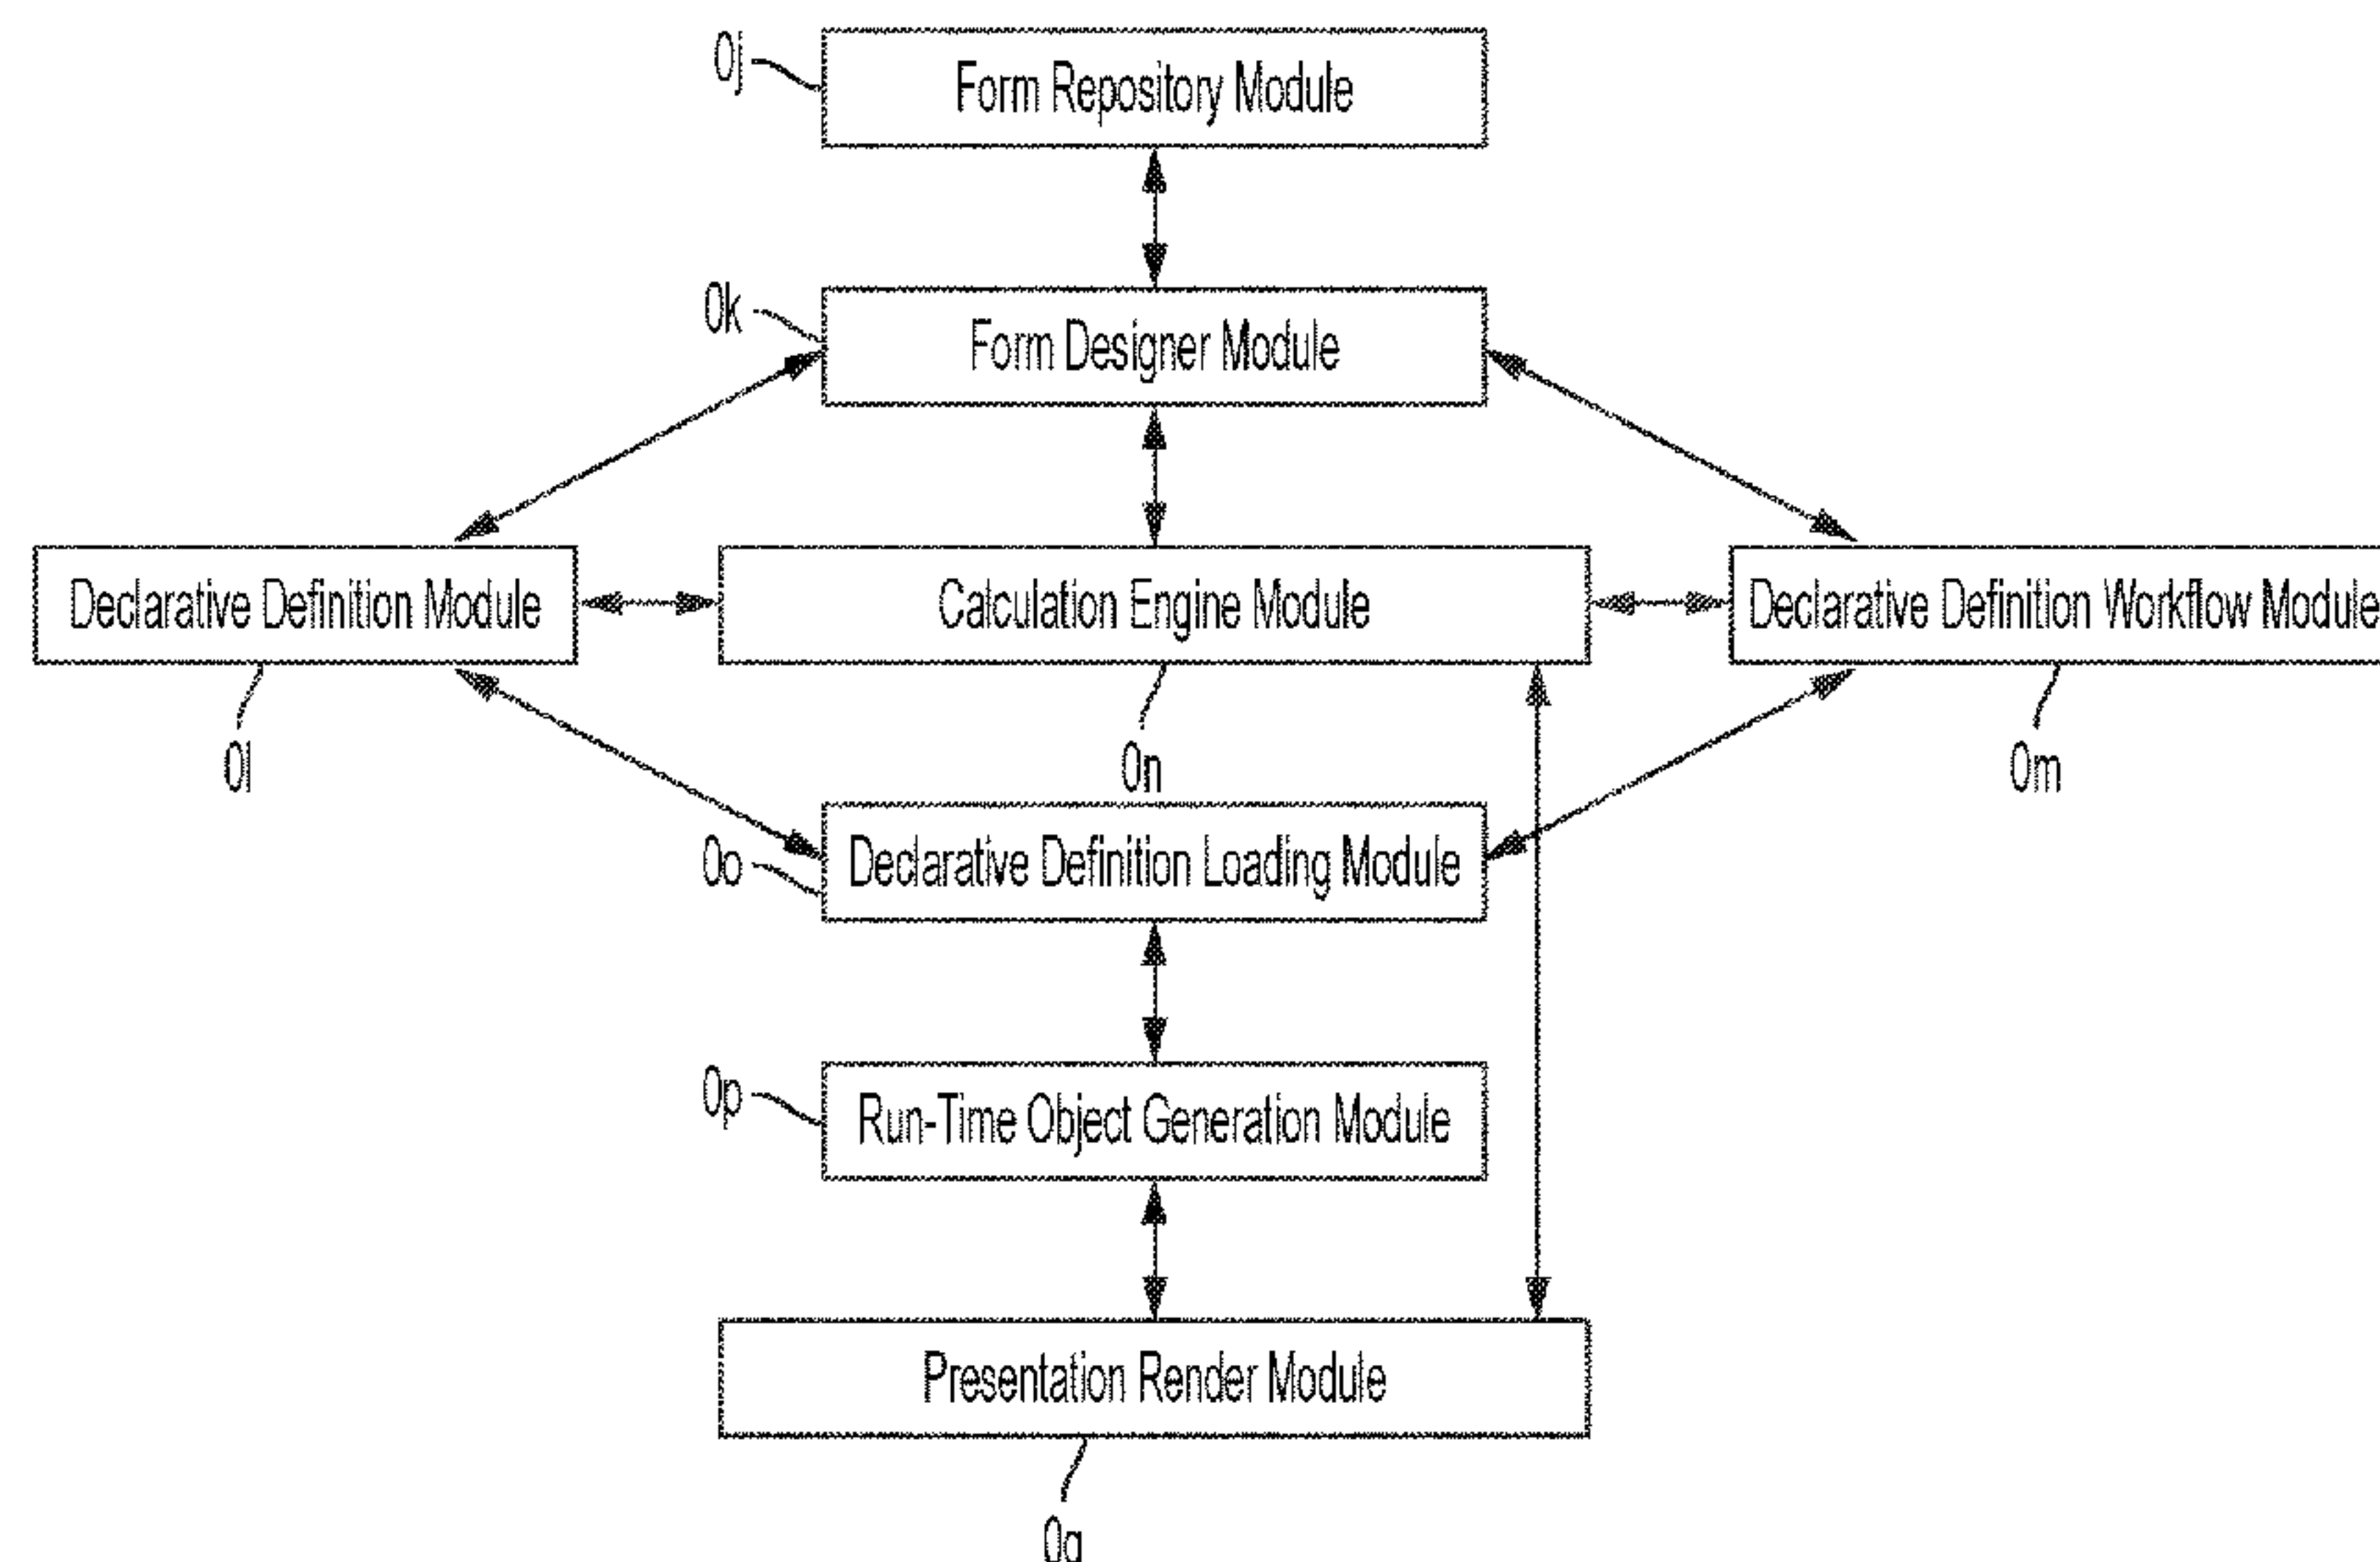 0j
Form Repository Module
0k
Form Designer Module
Declarative Definition Module
Calculation Engine Module
Declarative Definition Workflow Module
0l
0n
0m
0o
Declarative Definition Loading Module
0p
Run-Time Object Generation Module
Presentation Render Module
0q